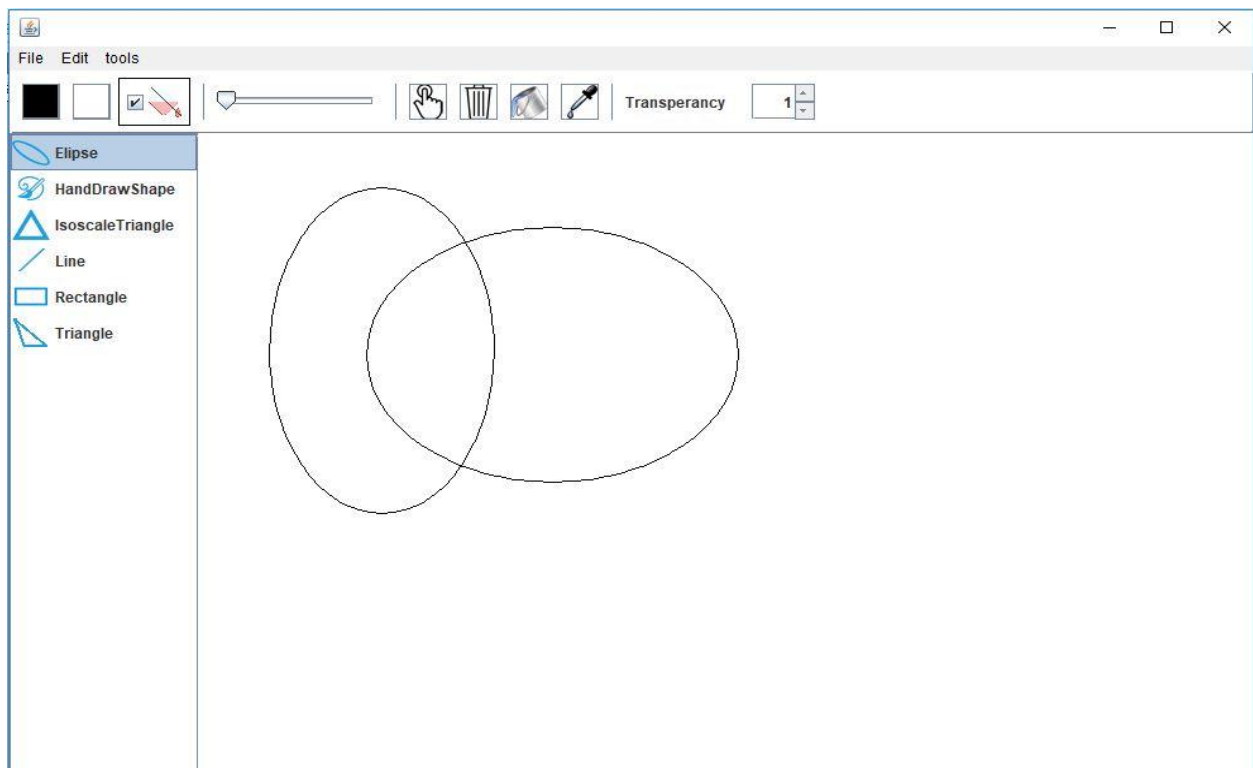 File Edit tools
Transperancy 1
Elipse
HandDrawShape
IsoscaleTriangle
Line
Rectangle
Triangle